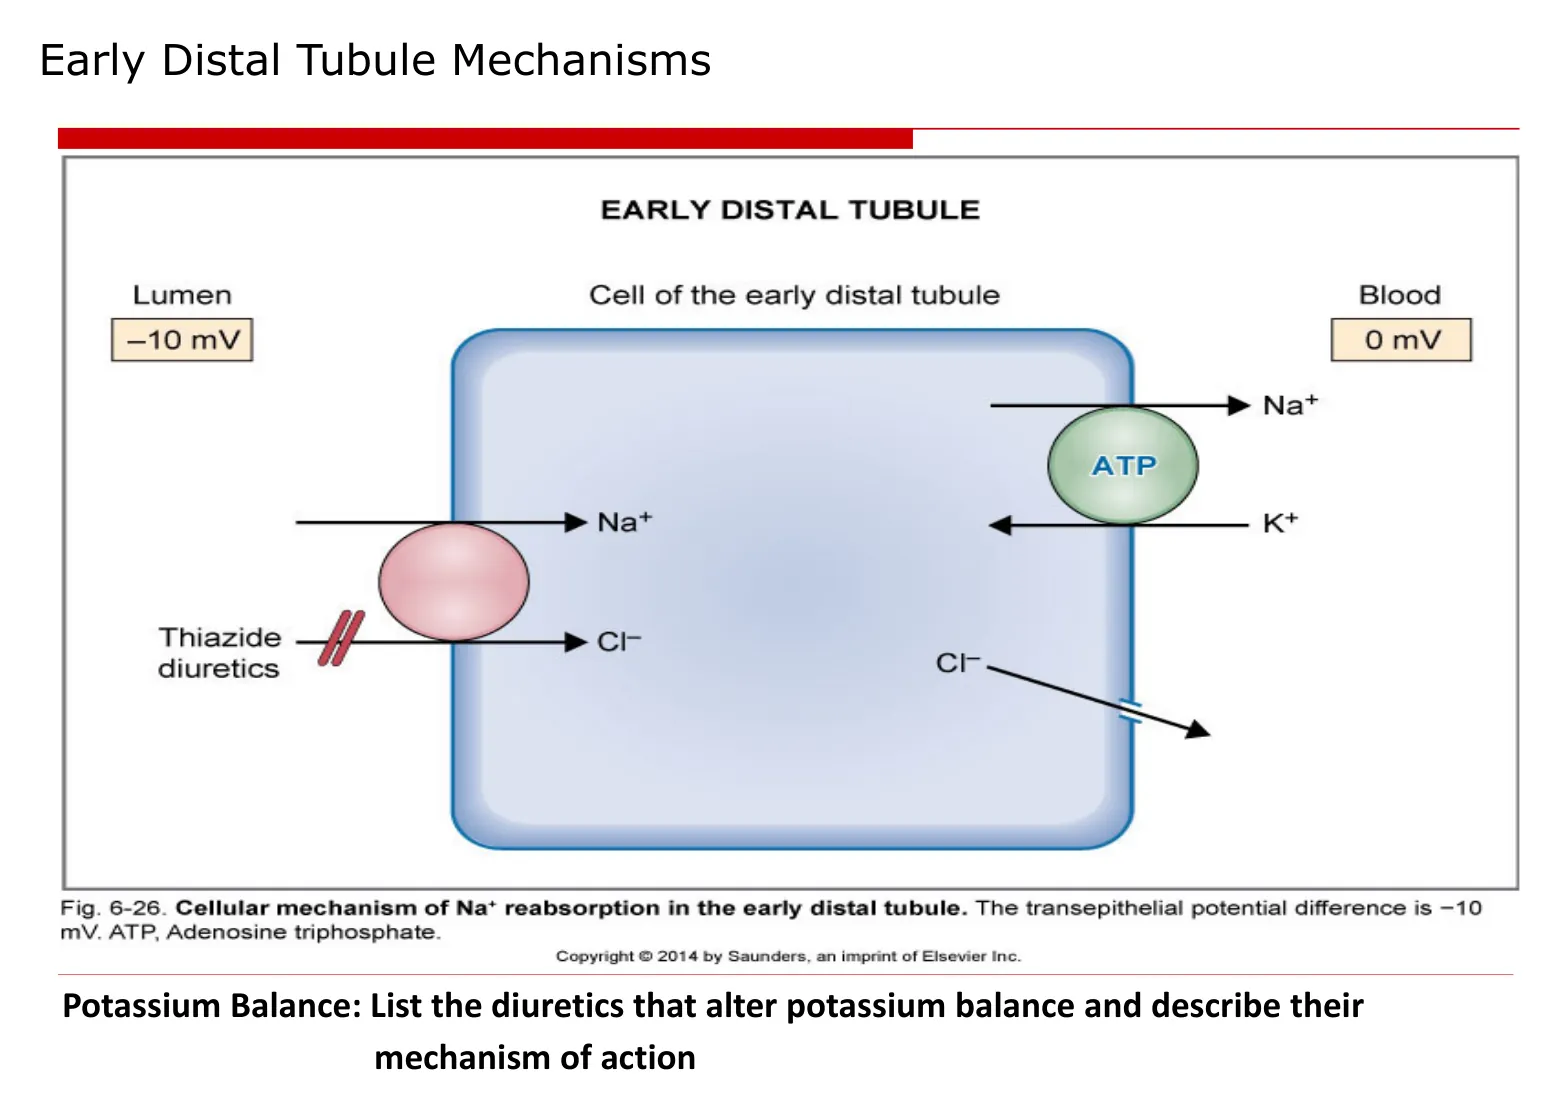 Early Distal Tubule Mechanisms
EARLY DISTAL TUBULE
Lumen
Cell of the early distal tubule
Blood
–10 mV
0 mV
Na⁺
ATP
Na⁺
K⁺
Thiazide
diuretics
Cl–
Cl–
Fig. 6-26. Cellular mechanism of Na⁺ reabsorption in the early distal tubule. The transepithelial potential difference is –10
mV. ATP, Adenosine triphosphate.
Copyright © 2014 by Saunders, an imprint of Elsevier Inc.
Potassium Balance: List the diuretics that alter potassium balance and describe their
mechanism of action